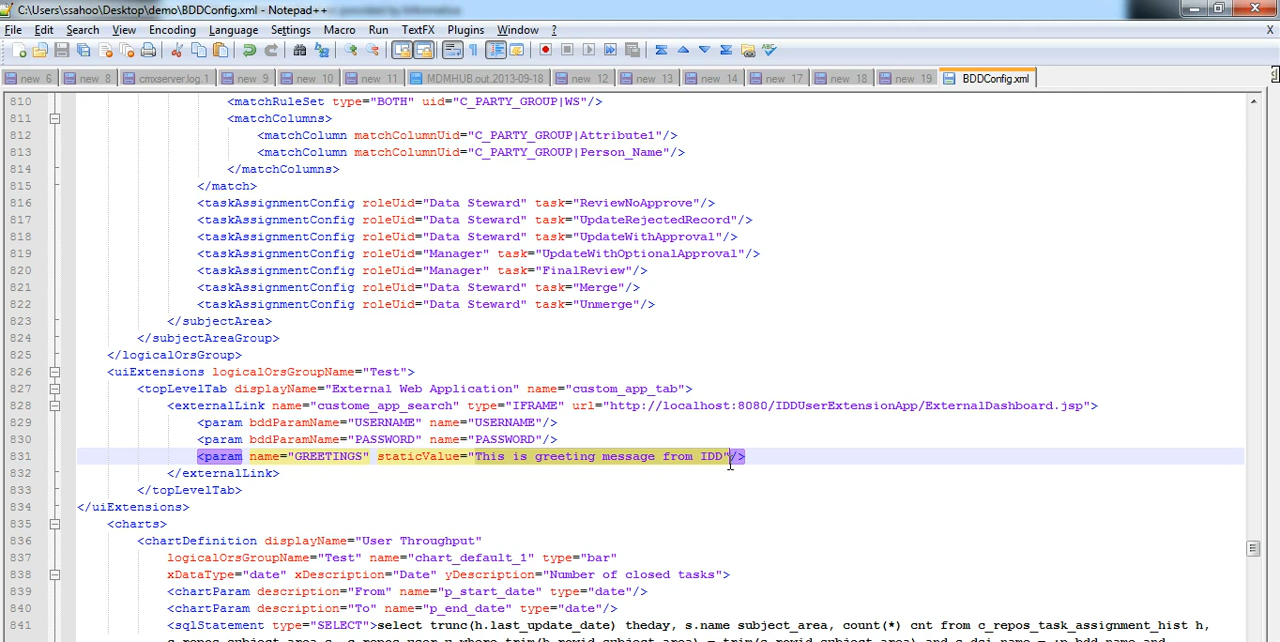 C:\Users\ssahoo\Desktop\demo\BDDConfig.xml - Notepad++
File Edit Search View Encoding Language Settings Macro Run TextFX Plugins Window ?
new 6 new 8 cmxserver.log.1 new 9 new 10 new 11 MDMHUB.out.2013-09-18 new 12 new 13 new 14 new 17 new 18 new 19 BDDConfig.xml
810 <matchRuleSet type="BOTH" uid="C_PARTY_GROUP|WS"/>
811 <matchColumns>
812 <matchColumn matchColumnUid="C_PARTY_GROUP|Attribute1"/>
813 <matchColumn matchColumnUid="C_PARTY_GROUP|Person_Name"/>
814 </matchColumns>
815 </match>
816 <taskAssignmentConfig roleUid="Data Steward" task="ReviewNoApprove"/>
817 <taskAssignmentConfig roleUid="Data Steward" task="UpdateRejectedRecord"/>
818 <taskAssignmentConfig roleUid="Data Steward" task="UpdateWithApproval"/>
819 <taskAssignmentConfig roleUid="Manager" task="UpdateWithOptionalApproval"/>
820 <taskAssignmentConfig roleUid="Manager" task="FinalReview"/>
821 <taskAssignmentConfig roleUid="Data Steward" task="Merge"/>
822 <taskAssignmentConfig roleUid="Data Steward" task="Unmerge"/>
823 </subjectArea>
824 </subjectAreaGroup>
825 </logicalOrsGroup>
826 <uiExtensions logicalOrsGroupName="Test">
827 <topLevelTab displayName="External Web Application" name="custom_app_tab">
828 <externalLink name="custome_app_search" type="IFRAME" url="http://localhost:8080/IDDUserExtensionApp/ExternalDashboard.jsp">
829 <param bddParamName="USERNAME" name="USERNAME"/>
830 <param bddParamName="PASSWORD" name="PASSWORD"/>
831 <param name="GREETINGS" staticValue="This is greeting message from IDD"/>
832 </externalLink>
833 </topLevelTab>
834 </uiExtensions>
835 <charts>
836 <chartDefinition displayName="User Throughput"
837 logicalOrsGroupName="Test" name="chart_default_1" type="bar"
838 xDataType="date" xDescription="Date" yDescription="Number of closed tasks">
839 <chartParam description="From" name="p_start_date" type="date"/>
840 <chartParam description="To" name="p_end_date" type="date"/>
841 <sqlStatement type="SELECT">select trunc(h.last_update_date) theday, s.name subject_area, count(*) cnt from c_repos_task_assignment_hist h,